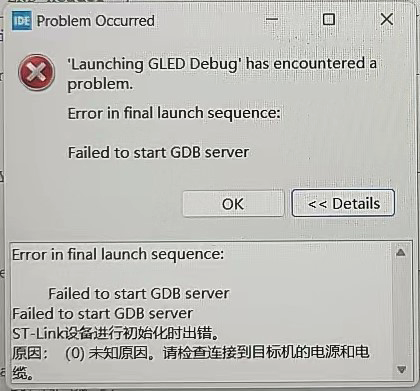 IDE Problem Occurred
'Launching GLED Debug' has encountered a
problem.
Error in final launch sequence:
Failed to start GDB server
OK
<< Details
Error in final launch sequence:
Failed to start GDB server
Failed to start GDB server
ST-Link设备进行初始化时出错。
原因： (0) 未知原因。请检查连接到目标机的电源和电
缆。